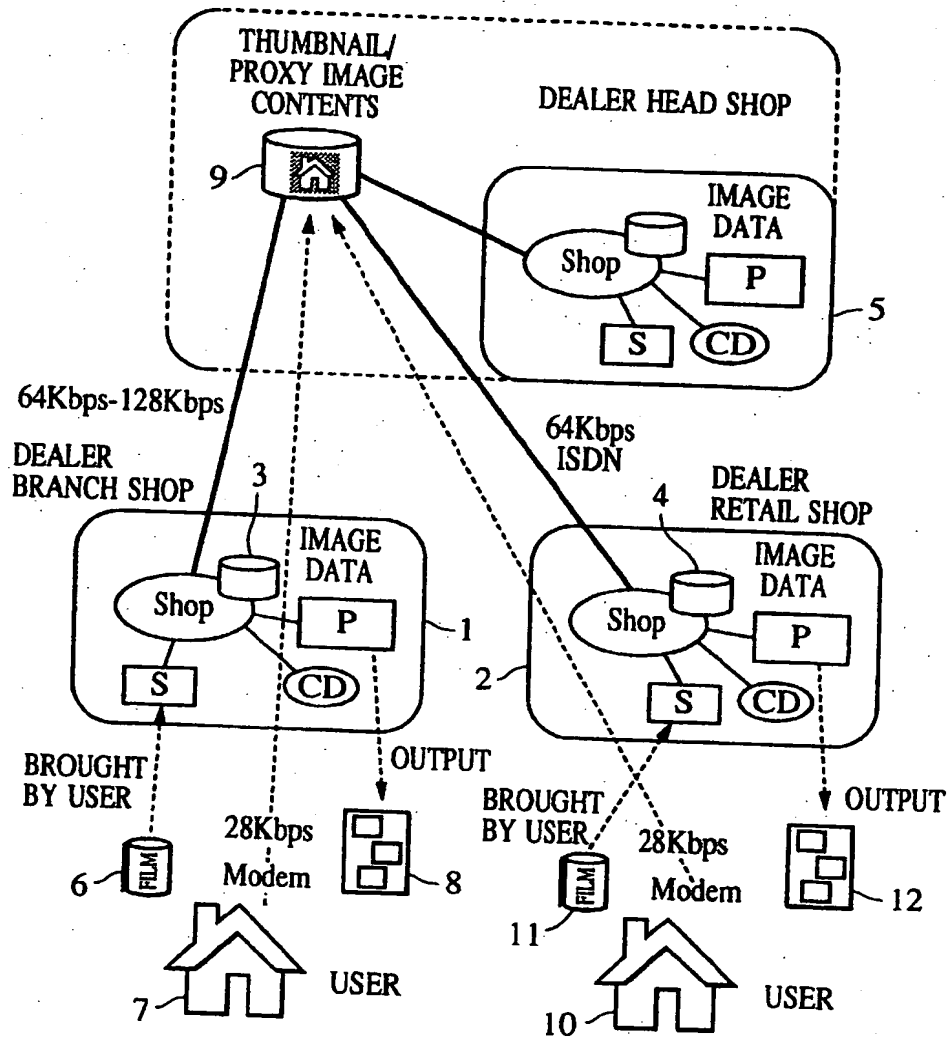 THUMBNAIL/
PROXY IMAGE
CONTENTS
DEALER HEAD SHOP
9
IMAGE
DATA
Shop
P
S
CD
5
64Kbps-128Kbps
64Kbps
ISDN
DEALER
BRANCH SHOP
3
IMAGE
DATA
Shop
P
S
CD
1
DEALER
RETAIL SHOP
4
IMAGE
DATA
Shop
P
S
CD
2
BROUGHT
BY USER
OUTPUT
6
FILM
28Kbps
Modem
8
7
USER
BROUGHT
BY USER
OUTPUT
11
FILM
28Kbps
Modem
12
10
USER